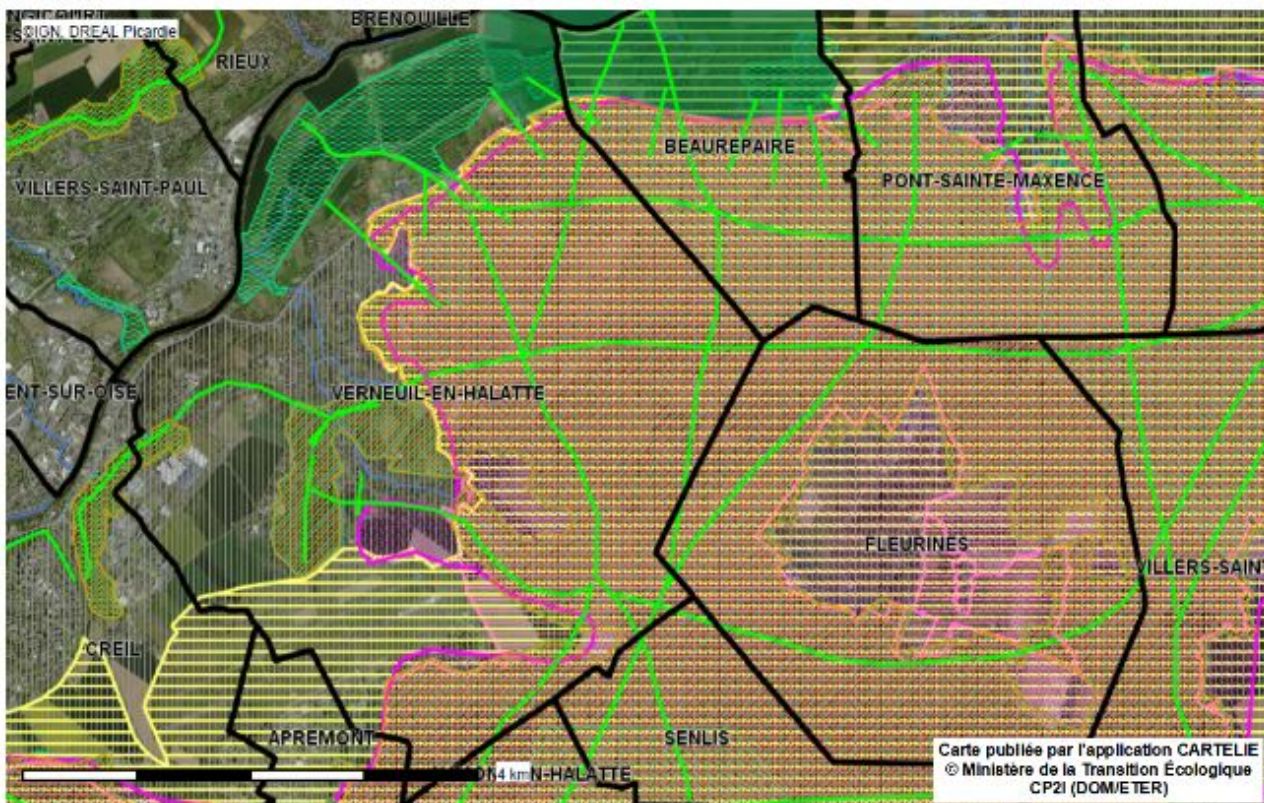 ©IGN, DREAL Picardie
BRENOUILLE
RIEUX
BEAUREPAIRE
VILLERS-SAINT-PAUL
PONT-SAINTE-MAXENCE
ENT-SUR-OISE
VERNEUIL-EN-HALATTE
FLEURINES
VILLERS-SAINT
CREIL
APREMONT
SENLIS
4 km
N-HALATTE
Carte publiée par l'application CARTELIE
© Ministère de la Transition Écologique
CP2I (DOM/ETER)